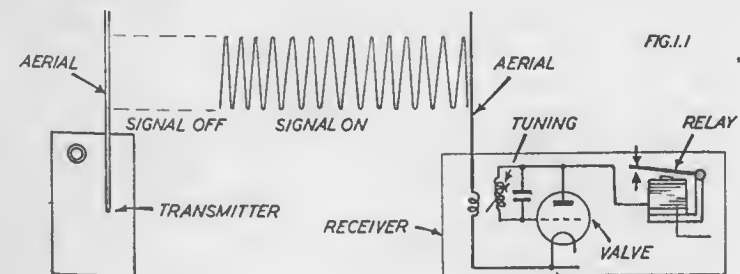 FIG.1.1
AERIAL
AERIAL
SIGNAL OFF
SIGNAL ON
TUNING
RELAY
TRANSMITTER
RECEIVER
VALVE